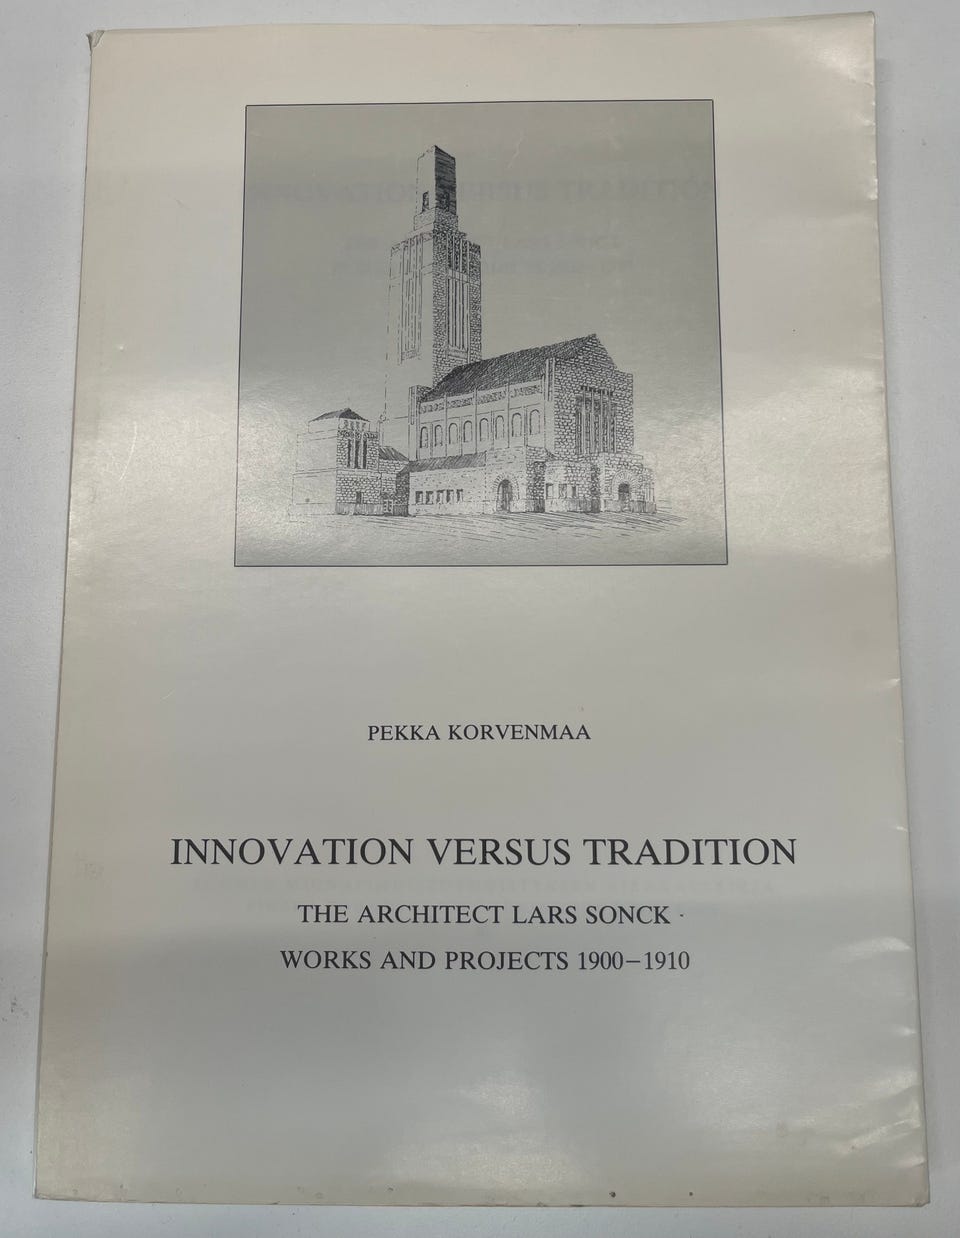 PEKKA KORVENMAA
INNOVATION VERSUS TRADITION
THE ARCHITECT LARS SONCK
WORKS AND PROJECTS 1900–1910